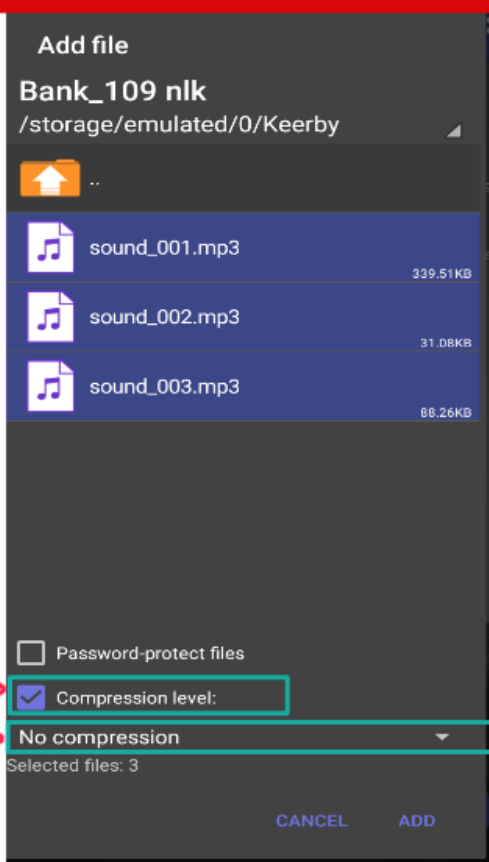 Add file
Bank_109 nlk
/storage/emulated/0/Keerby
..
sound_001.mp3
339.51KB
sound_002.mp3
31.08KB
sound_003.mp3
88.26KB
Password-protect files
Compression level:
No compression
Selected files: 3
CANCEL ADD